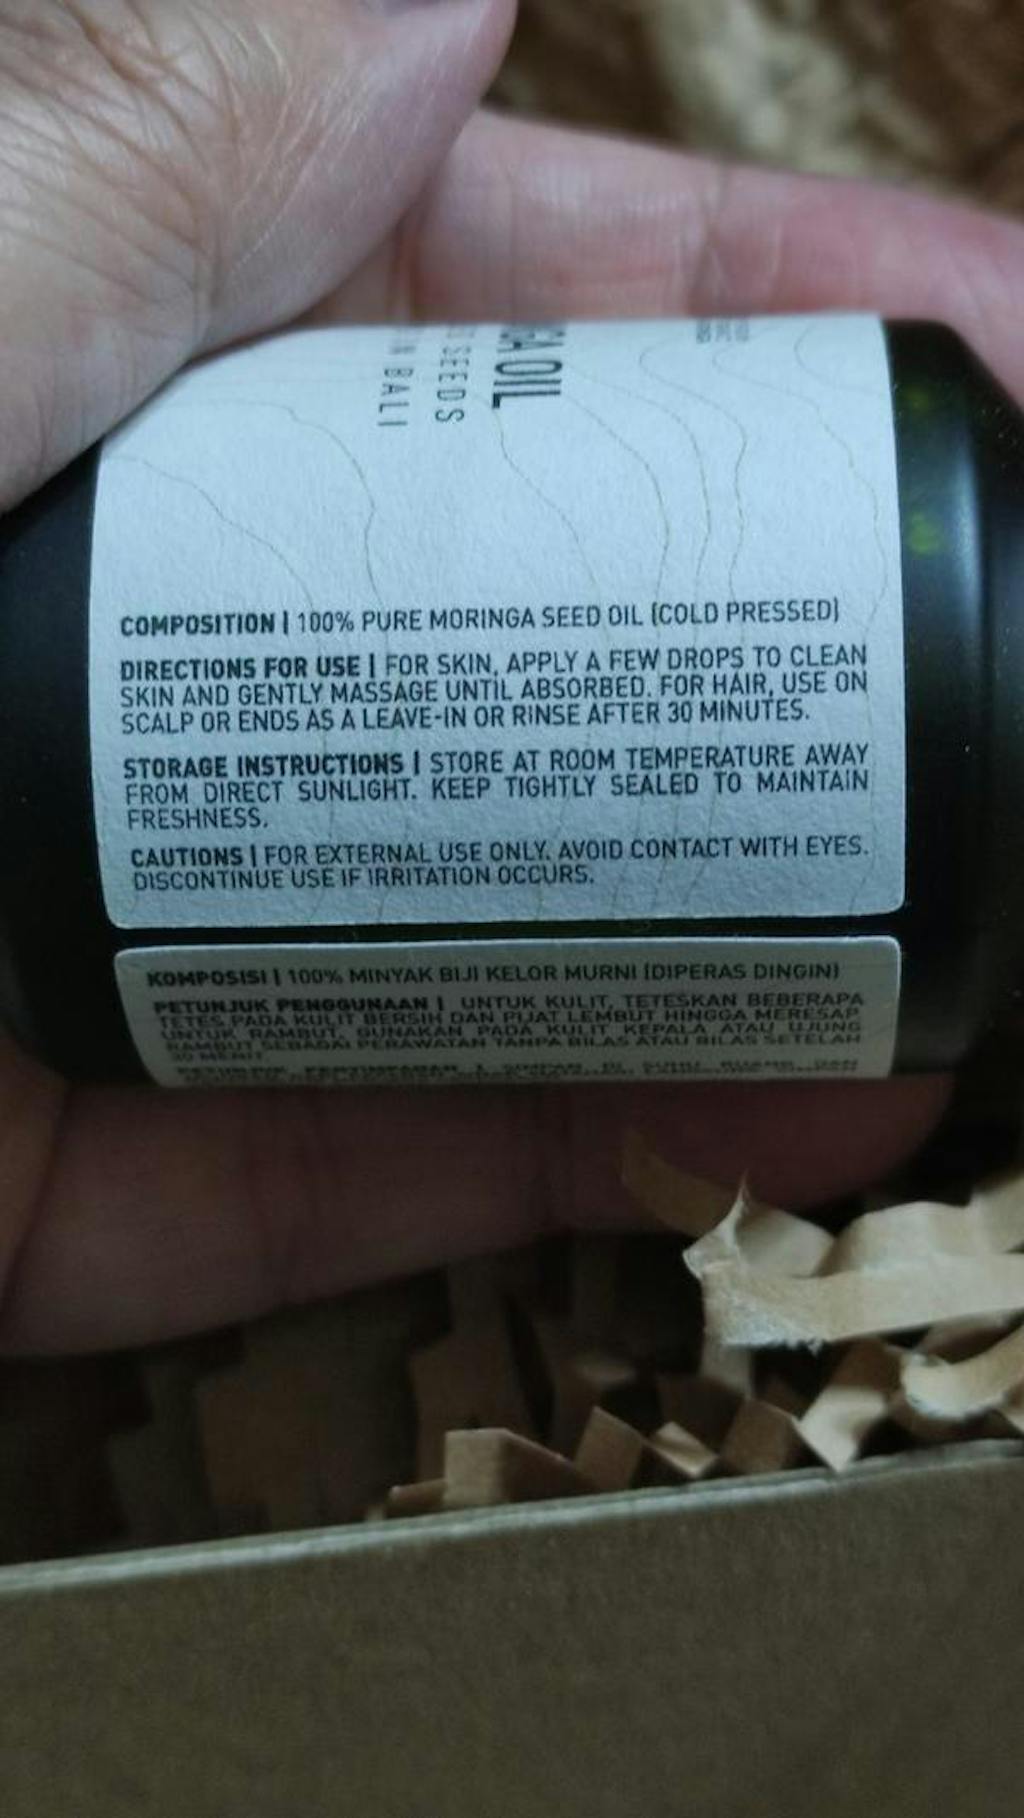 OIL
SEEDS
BALI
COMPOSITION | 100% PURE MORINGA SEED OIL (COLD PRESSED)
DIRECTIONS FOR USE | FOR SKIN, APPLY A FEW DROPS TO CLEAN
SKIN AND GENTLY MASSAGE UNTIL ABSORBED. FOR HAIR, USE ON
SCALP OR ENDS AS A LEAVE-IN OR RINSE AFTER 30 MINUTES.
STORAGE INSTRUCTIONS | STORE AT ROOM TEMPERATURE AWAY
FROM DIRECT SUNLIGHT. KEEP TIGHTLY SEALED TO MAINTAIN
FRESHNESS.
CAUTIONS | FOR EXTERNAL USE ONLY. AVOID CONTACT WITH EYES.
DISCONTINUE USE IF IRRITATION OCCURS.
KOMPOSISI | 100% MINYAK BIJI KELOR MURNI (DIPERAS DINGIN)
PETUNJUK PENGGUNAAN | UNTUK KULIT, TETESKAN BEBERAPA
TETES PADA KULIT BERSIH DAN PIJAT LEMBUT HINGGA MERESAP.
UNTUK RAMBUT, GUNAKAN PADA KULIT KEPALA ATAU UJUNG
RAMBUT SEBAGAI PERAWATAN TANPA BILAS ATAU BILAS SETELAH
30 MENIT.